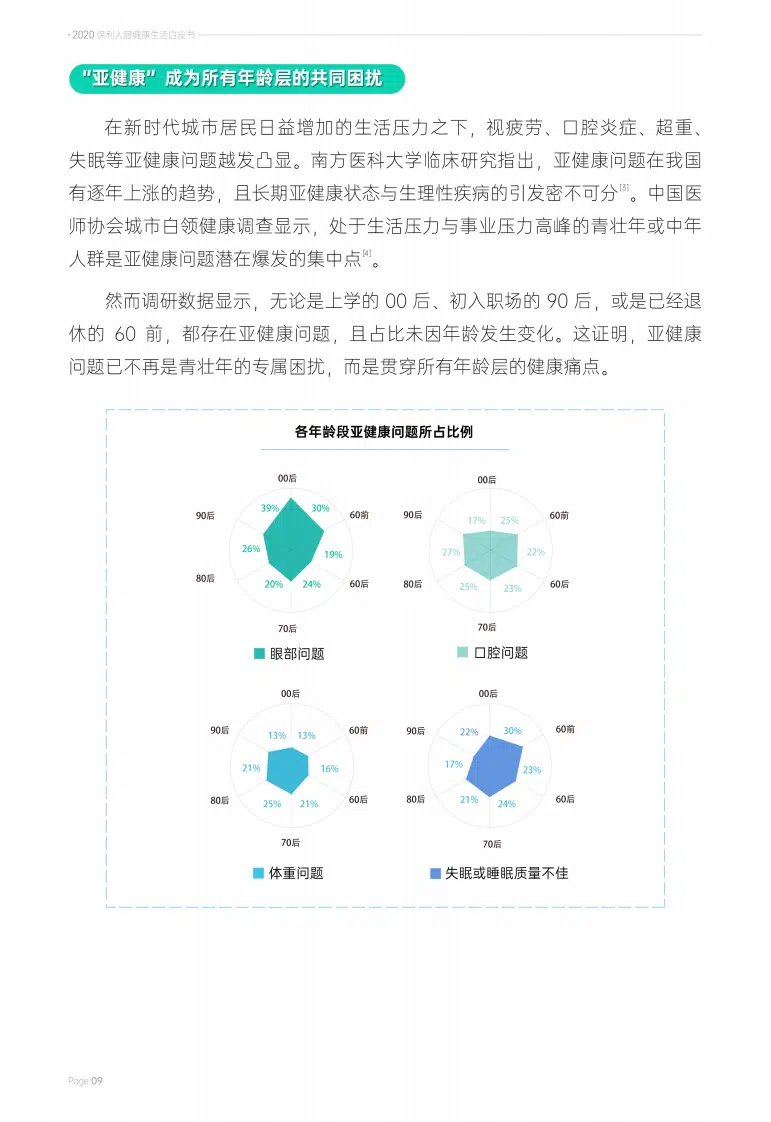 · 2020 保利人居健康生活白皮书
“亚健康”成为所有年龄层的共同困扰
在新时代城市居民日益增加的生活压力之下，视疲劳、口腔炎症、超重、
失眠等亚健康问题越发凸显。南方医科大学临床研究指出，亚健康问题在我国
有逐年上涨的趋势，且长期亚健康状态与生理性疾病的引发密不可分[3]。中国医
师协会城市白领健康调查显示，处于生活压力与事业压力高峰的青壮年或中年
人群是亚健康问题潜在爆发的集中点[4]。
然而调研数据显示，无论是上学的 00 后、初入职场的 90 后，或是已经退
休的 60 前，都存在亚健康问题，且占比未因年龄发生变化。这证明，亚健康
问题已不再是青壮年的专属困扰，而是贯穿所有年龄层的健康痛点。
各年龄段亚健康问题所占比例
00后
39% 30%
90后 60前
26% 19%
80后 60后
20% 24%
70后
眼部问题
00后
17% 25%
90后 60前
27% 22%
80后 60后
25% 23%
70后
口腔问题
00后
90后 60前
13% 13%
21% 16%
80后 60后
25% 21%
70后
体重问题
00后
90后 60前
22% 30%
17% 23%
80后 60后
21% 24%
70后
失眠或睡眠质量不佳
Page 09